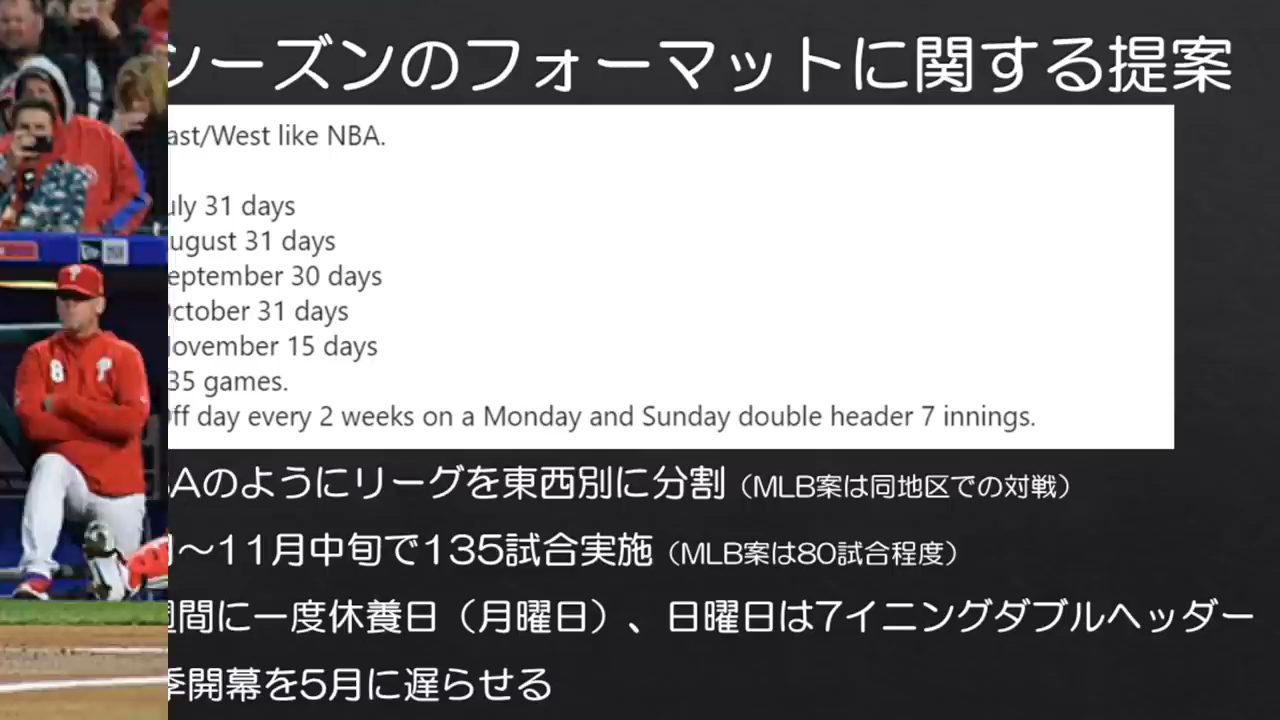 シーズンのフォーマットに関する提案
ast/West like NBA.
uly 31 days
ugust 31 days
eptember 30 days
ctober 31 days
ovember 15 days
35 games.
ff day every 2 weeks on a Monday and Sunday double header 7 innings.
Aのようにリーグを東西別に分割（MLB案は同地区での対戦）
～11月中旬で135試合実施（MLB案は80試合程度）
間に一度休養日（月曜日）、日曜日は7イニングダブルヘッダー
季開幕を5月に遅らせる